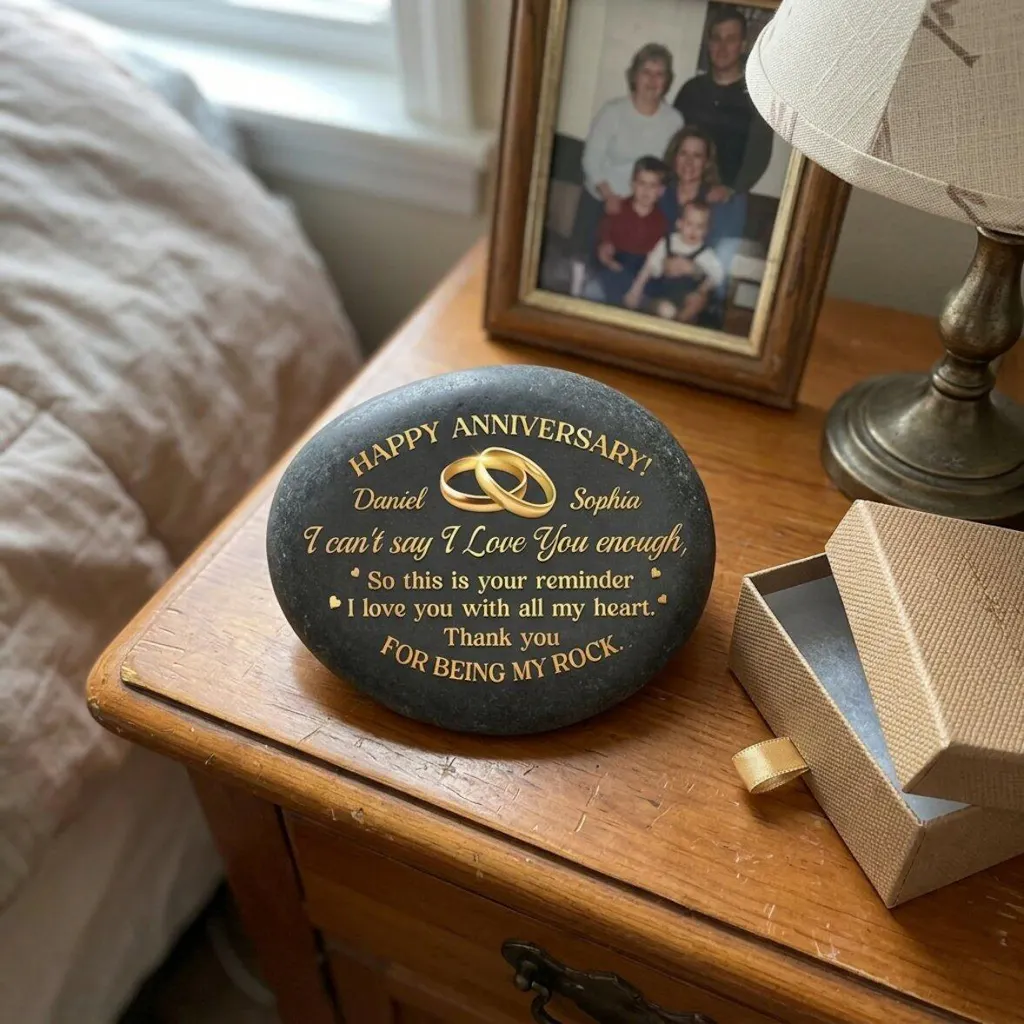 HAPPY ANNIVERSARY!
Daniel Sophia
I can't say I Love You enough,
So this is your reminder
I love you with all my heart.
Thank you
FOR BEING MY ROCK.